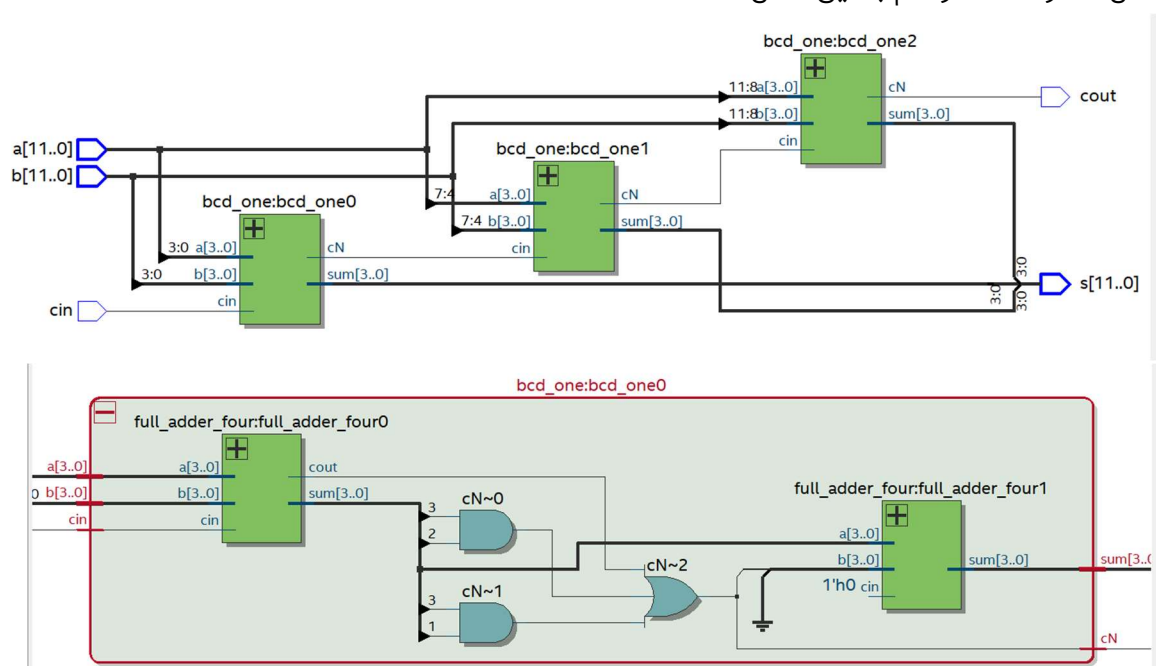 bcd_one:bcd_one2
11:8 a[3..0] cN
cout
11:8 b[3..0] sum[3..0]
cin
a[11..0]
bcd_one:bcd_one1
b[11..0]
7:4 a[3..0] cN
bcd_one:bcd_one0
7:4 b[3..0] sum[3..0]
3:0 a[3..0] cN
cin
3:0 b[3..0] sum[3..0]
3:0
3:0
3:0
s[11..0]
cin
cin
bcd_one:bcd_one0
full_adder_four:full_adder_four0
a[3..0] a[3..0] cout
b[3..0] b[3..0] sum[3..0]
cin cin
cN~0
3
2
full_adder_four:full_adder_four1
a[3..0]
cN~2
b[3..0] sum[3..0]
1'h0 cin
cN~1
3
1
cN